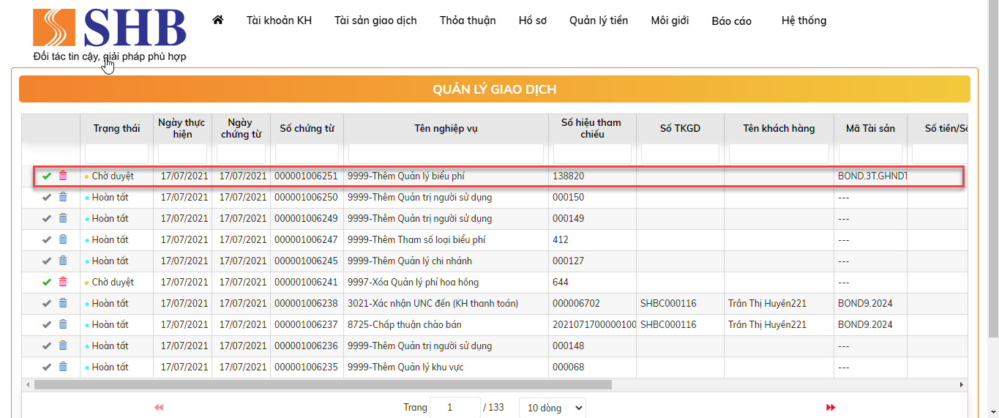 SHB
Đối tác tin cậy, giải pháp phù hợp
Tài khoản KH Tài sản giao dịch Thỏa thuận Hồ sơ Quản lý tiền Môi giới Báo cáo Hệ thống
QUẢN LÝ GIAO DỊCH
Trạng thái Ngày thực hiện Ngày chứng từ Số chứng từ Tên nghiệp vụ Số hiệu tham chiếu Số TKGD Tên khách hàng Mã Tài sản Số tiền/Số
Chờ duyệt 17/07/2021 17/07/2021 000001006251 9999-Thêm Quản lý biểu phí 138820 BOND.3T.GHNDT
Hoàn tất 17/07/2021 17/07/2021 000001006250 9999-Thêm Quản trị người sử dụng 000150 ---
Hoàn tất 17/07/2021 17/07/2021 000001006249 9999-Thêm Quản trị người sử dụng 000149 ---
Hoàn tất 17/07/2021 17/07/2021 000001006247 9999-Thêm Tham số loại biểu phí 412 ---
Hoàn tất 17/07/2021 17/07/2021 000001006245 9999-Thêm Quản lý chi nhánh 000127 ---
Chờ duyệt 17/07/2021 17/07/2021 000001006241 9997-Xóa Quản lý phí hoa hồng 644 ---
Hoàn tất 17/07/2021 17/07/2021 000001006238 3021-Xác nhận UNC đến (KH thanh toán) 000006702 SHBC000116 Trần Thị Huyền221 BOND9.2024
Hoàn tất 17/07/2021 17/07/2021 000001006237 8725-Chấp thuận chào bán 2021071700000100 SHBC000116 Trần Thị Huyền221 BOND9.2024
Hoàn tất 17/07/2021 17/07/2021 000001006236 9999-Thêm Quản trị người sử dụng 000148 ---
Hoàn tất 17/07/2021 17/07/2021 000001006235 9999-Thêm Quản lý khu vực 000068 ---
Trang 1 / 133 10 dòng